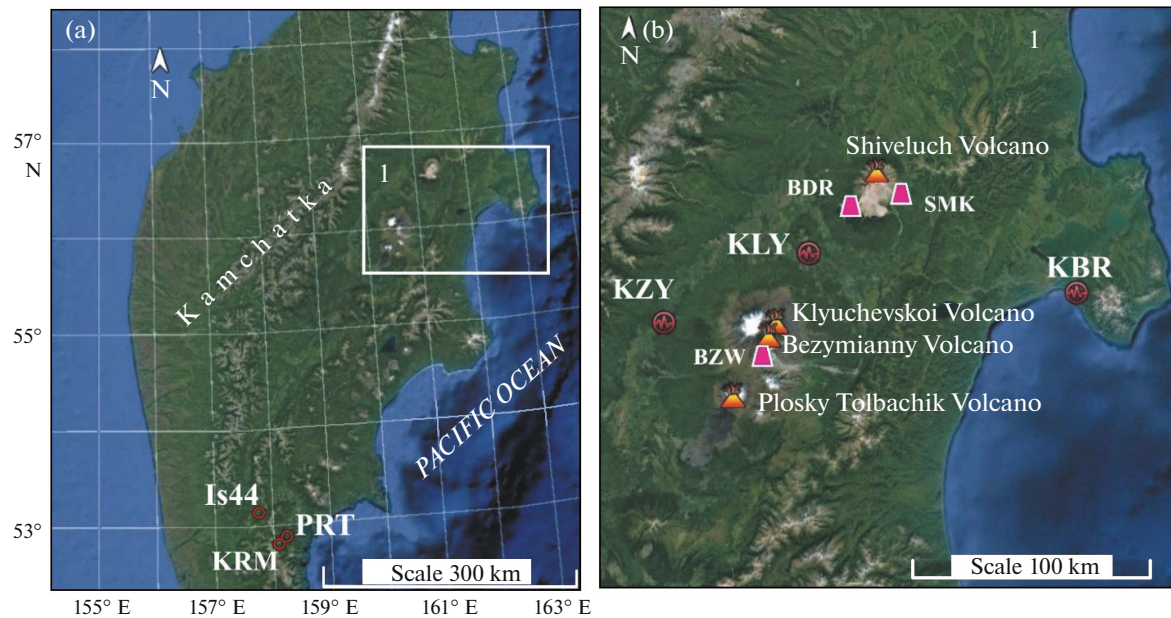 (a)
N
1
57°
N
55°
53°
Kamchatka
PACIFIC OCEAN
Is44
PRT
KRM
Scale 300 km
155° E
157° E
159° E
161° E
163° E
(b)
N
1
Shiveluch Volcano
BDR
SMK
KLY
KBR
KZY
Klyuchevskoi Volcano
Bezymianny Volcano
BZW
Plosky Tolbachik Volcano
Scale 100 km